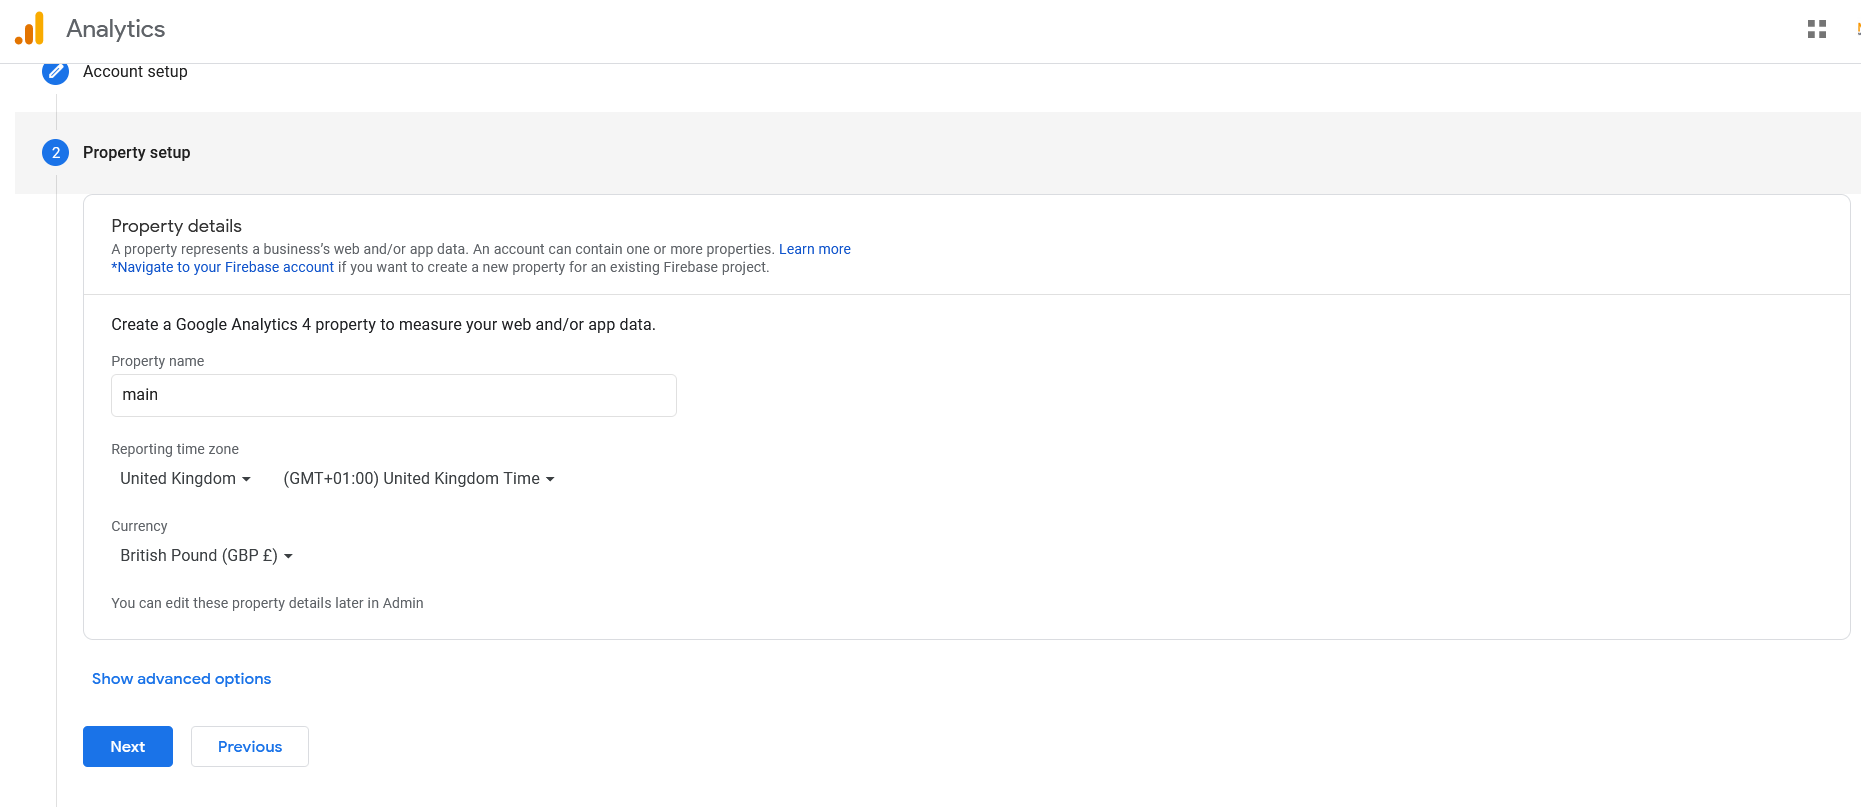 Analytics
Account setup
2 Property setup
Property details
A property represents a business’s web and/or app data. An account can contain one or more properties. Learn more
*Navigate to your Firebase account if you want to create a new property for an existing Firebase project.
Create a Google Analytics 4 property to measure your web and/or app data.
Property name
main
Reporting time zone
United Kingdom (GMT+01:00) United Kingdom Time
Currency
British Pound (GBP £)
You can edit these property details later in Admin
Show advanced options
Next Previous